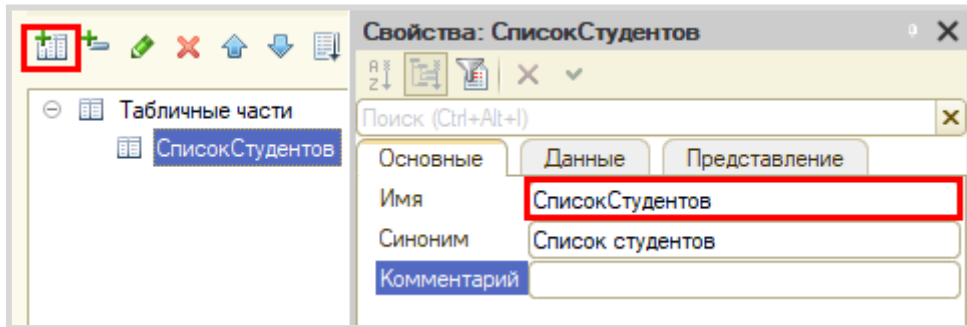 Свойства: СписокСтудентов
Поиск (Ctrl+Alt+I)
Табличные части
СписокСтудентов
Основные Данные Представление
Имя СписокСтудентов
Синоним Список студентов
Комментарий